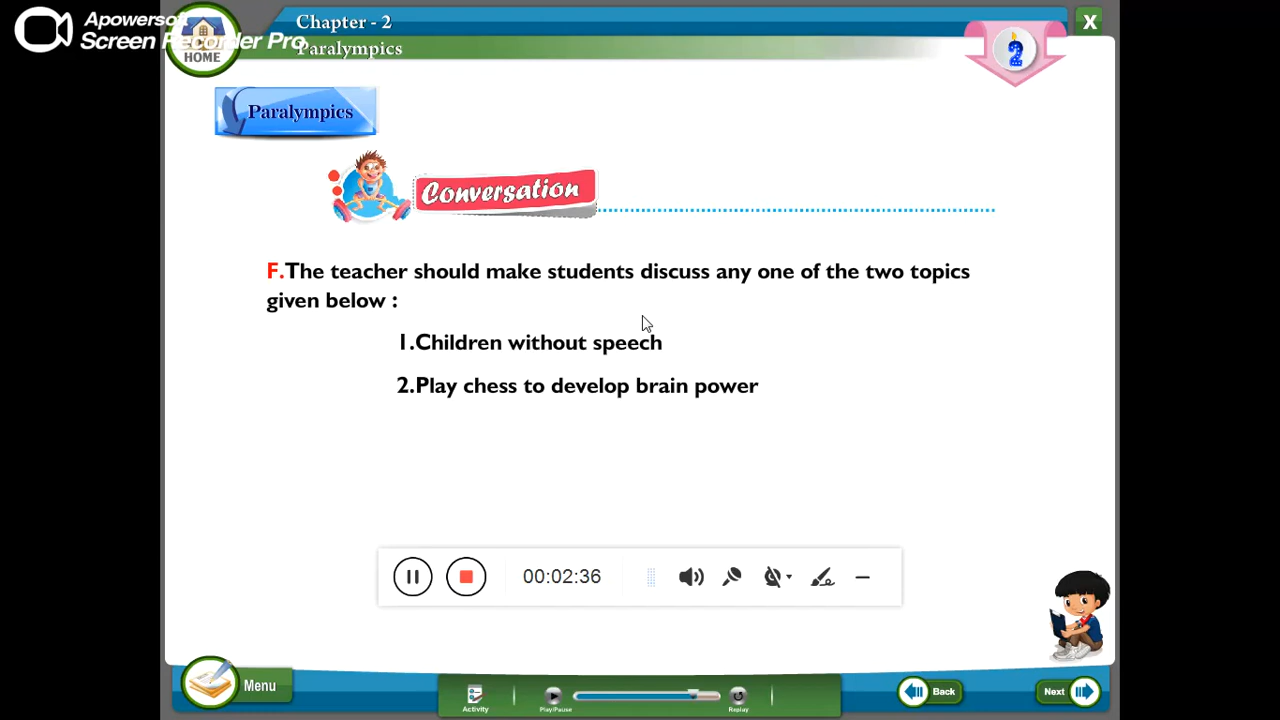 Apowersoft
Screen Recorder Pro
HOME
Chapter - 2
Paralympics
2
X
Paralympics
Conversation
F.The teacher should make students discuss any one of the two topics
given below :
1.Children without speech
2.Play chess to develop brain power
00:02:36
Menu
Activity
Play/Pause
Replay
Back
Next